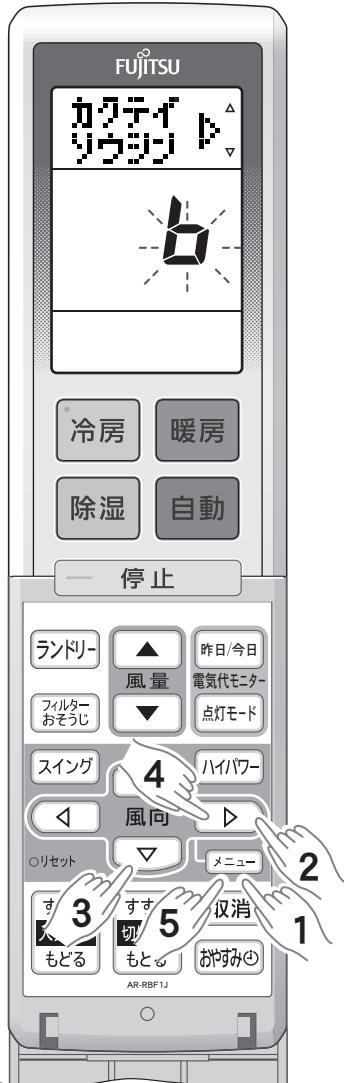 FUJITSU
カクテイ
ソウシン
b
冷房
暖房
除湿
自動
停止
ランドリー
昨日/今日
風量
電気代モニター
フィルター
おそうじ
点灯モード
スイング
ハイパワー
4
風向
リセット
メニュー
2
3
5
1
取消
もどる
もどる
おやすみ
AR-RBF1J